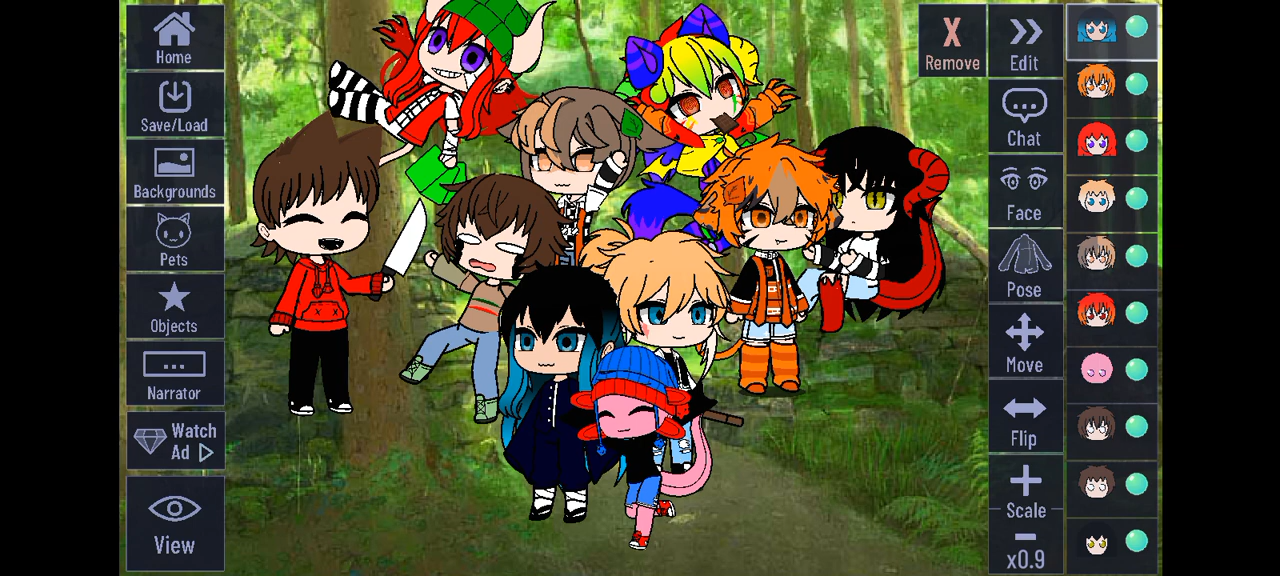 Home
Save/Load
Backgrounds
Pets
Objects
Narrator
Watch
Ad
View
X
Remove
Edit
Chat
Face
Pose
Move
Flip
Scale
x0.9